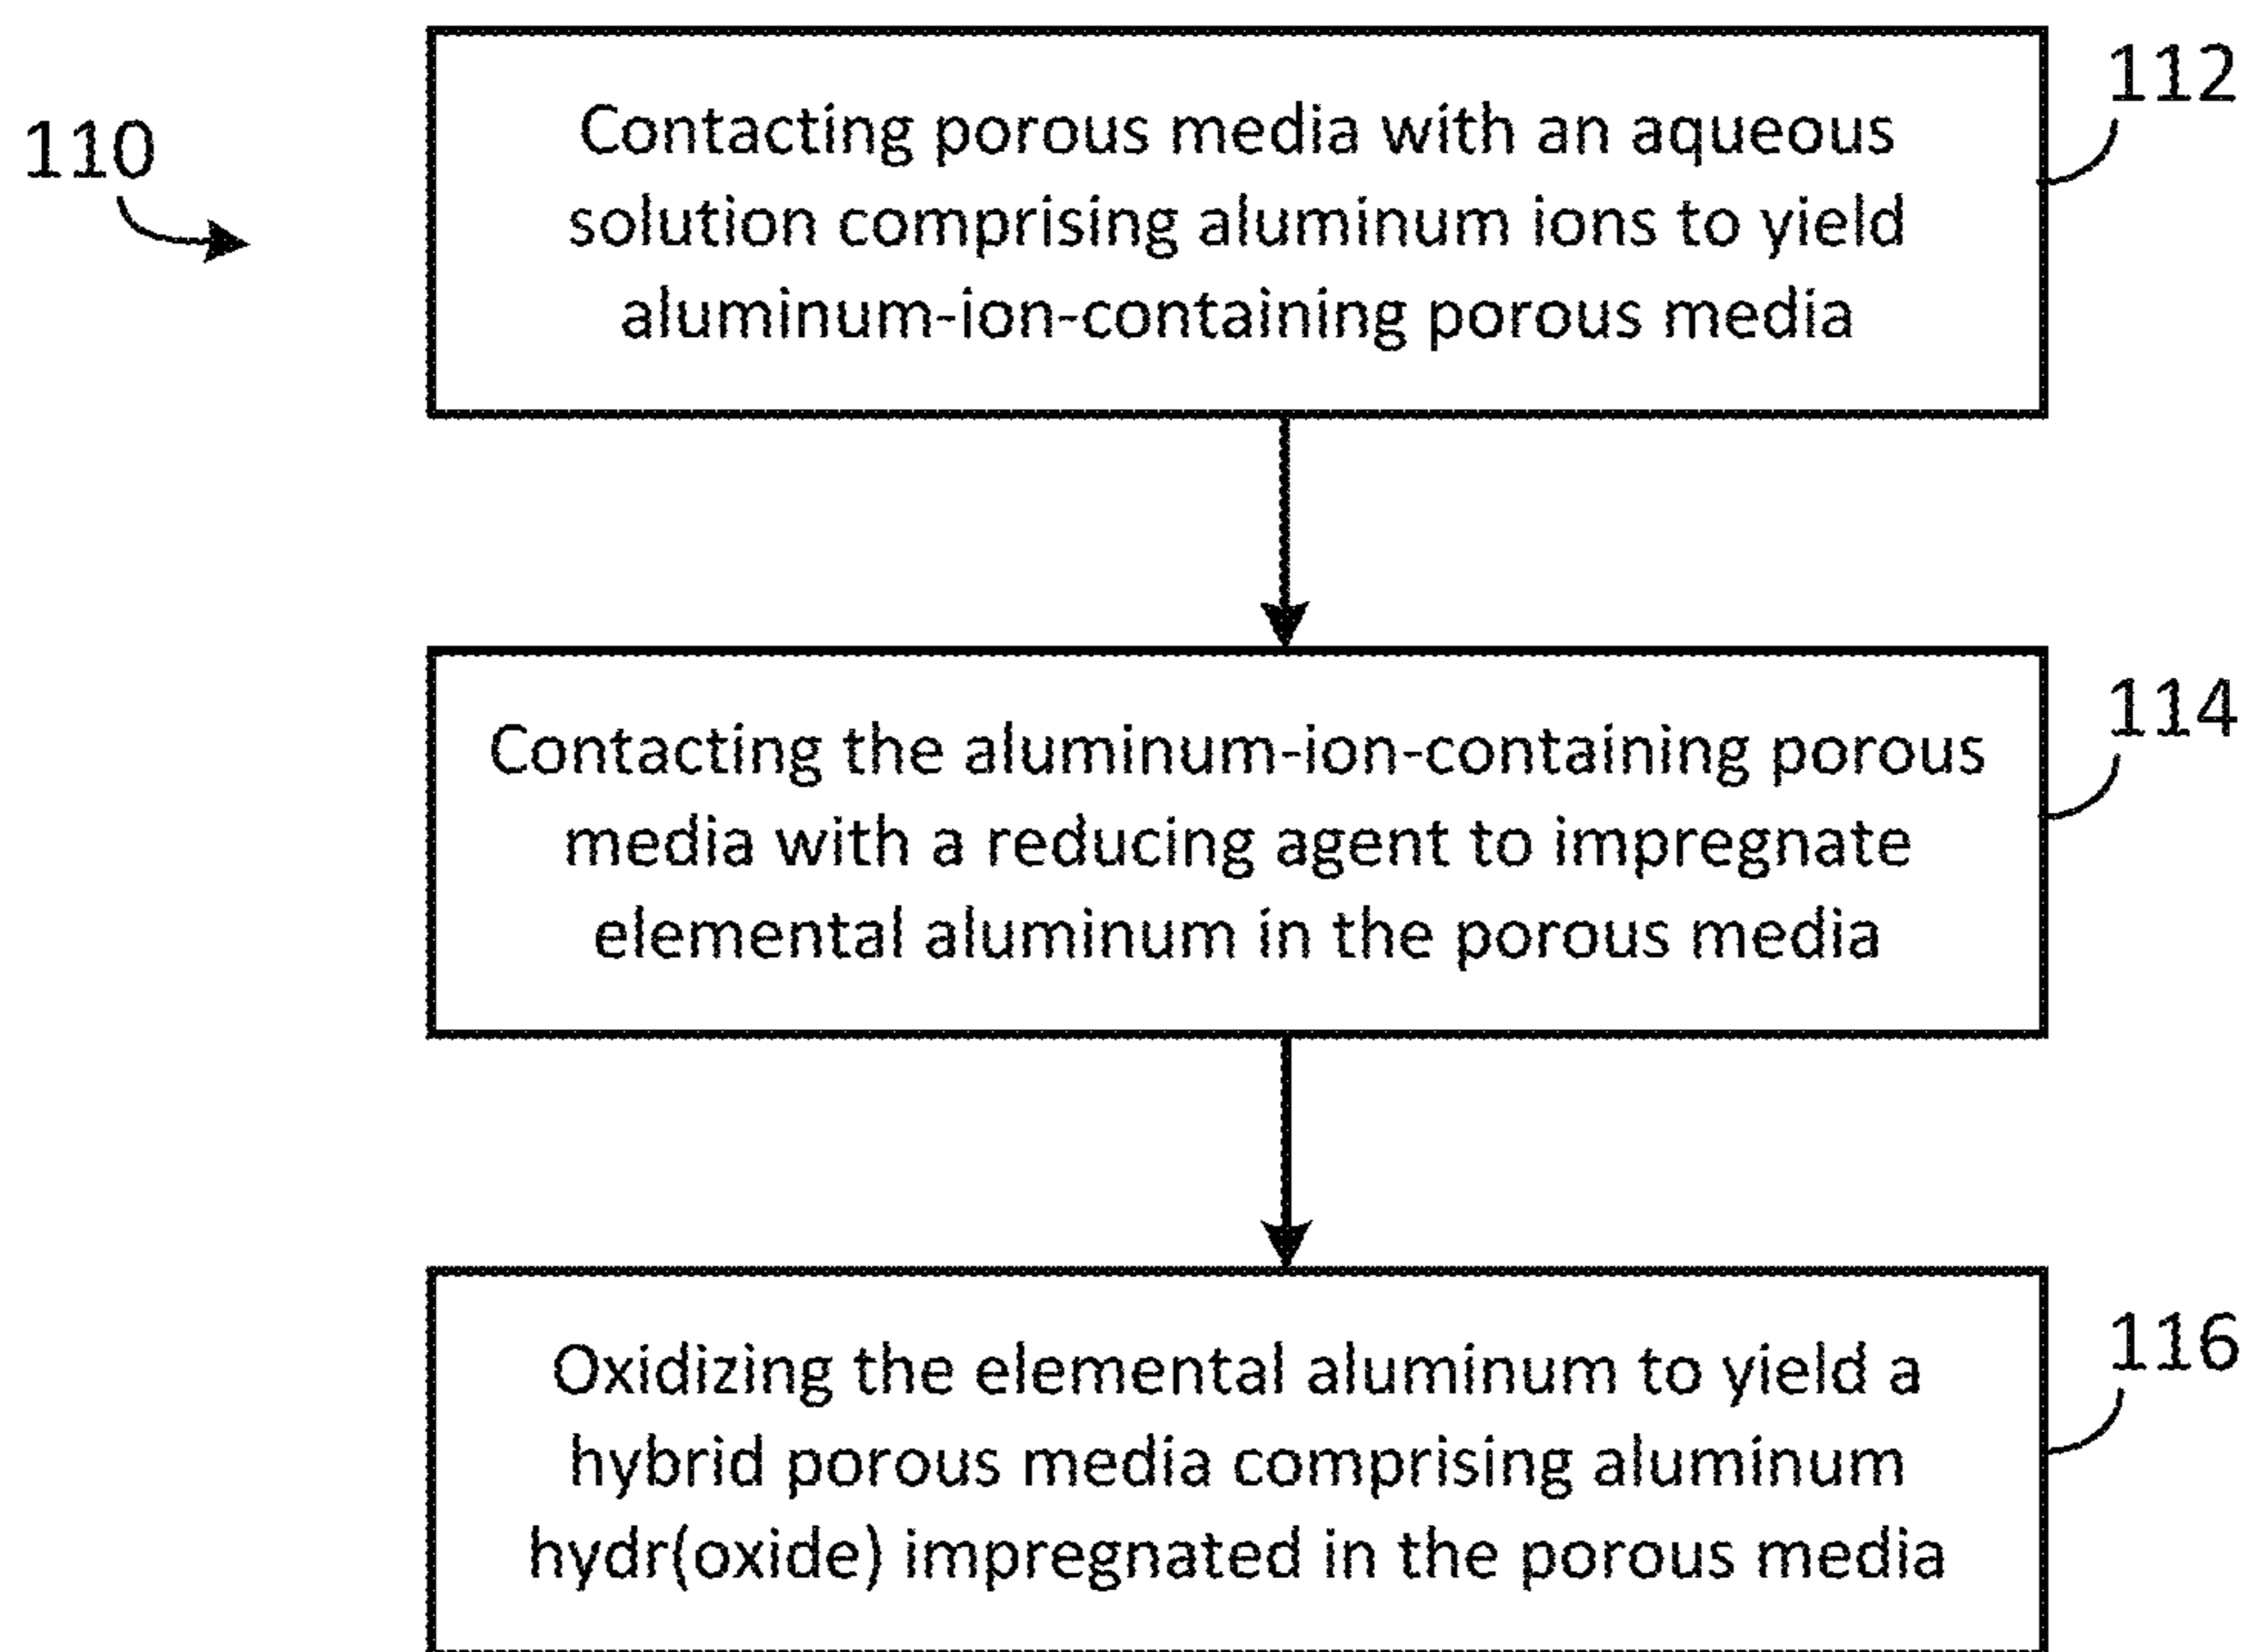 110
Contacting porous media with an aqueous
solution comprising aluminum ions to yield
aluminum-ion-containing porous media
112
Contacting the aluminum-ion-containing porous
media with a reducing agent to impregnate
elemental aluminum in the porous media
114
Oxidizing the elemental aluminum to yield a
hybrid porous media comprising aluminum
hydr(oxide) impregnated in the porous media
116